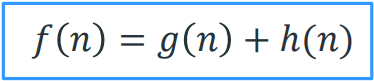 f(n) = g(n) + h(n)